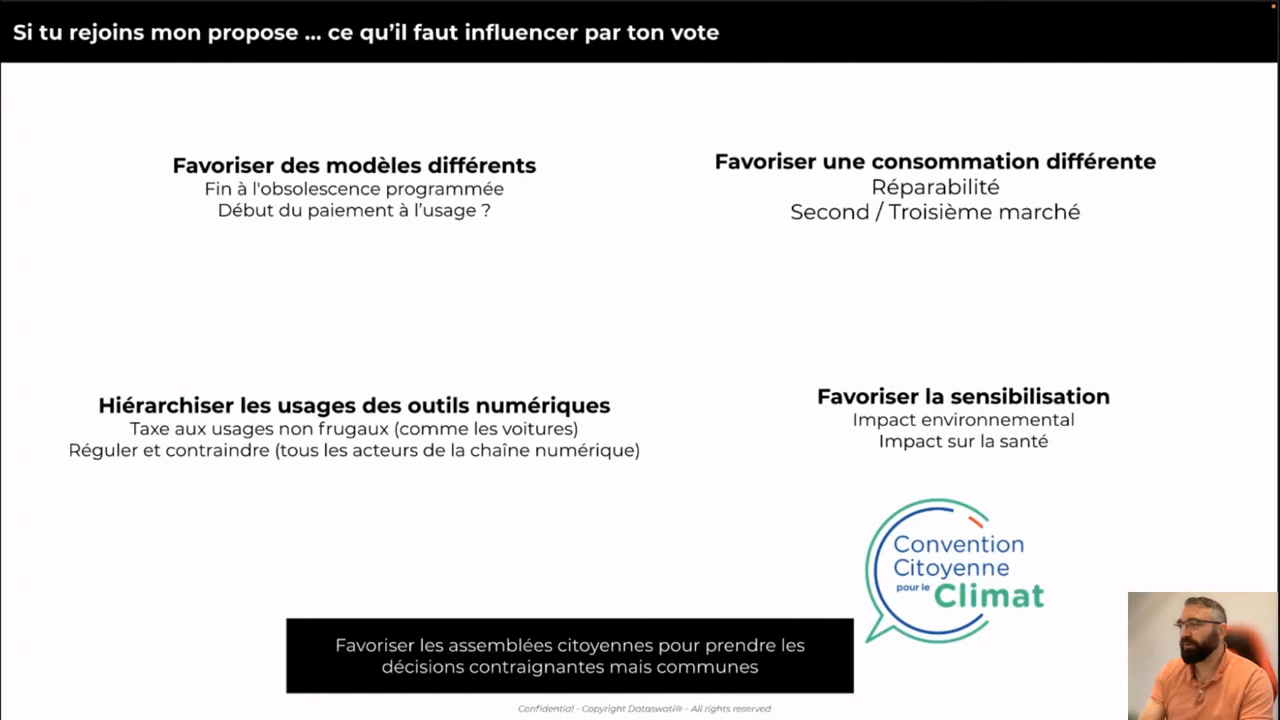 Si tu rejoins mon propose ... ce qu'il faut influencer par ton vote
Favoriser des modèles différents
Fin à l'obsolescence programmée
Début du paiement à l'usage ?
Favoriser une consommation différente
Réparabilité
Second / Troisième marché
Hiérarchiser les usages des outils numériques
Taxe aux usages non frugaux (comme les voitures)
Réguler et contraindre (tous les acteurs de la chaîne numérique)
Favoriser la sensibilisation
Impact environnemental
Impact sur la santé
Convention
Citoyenne
pour le Climat
Favoriser les assemblées citoyennes pour prendre les
décisions contraignantes mais communes
Confidential - Copyright Dataswati® – All rights reserved